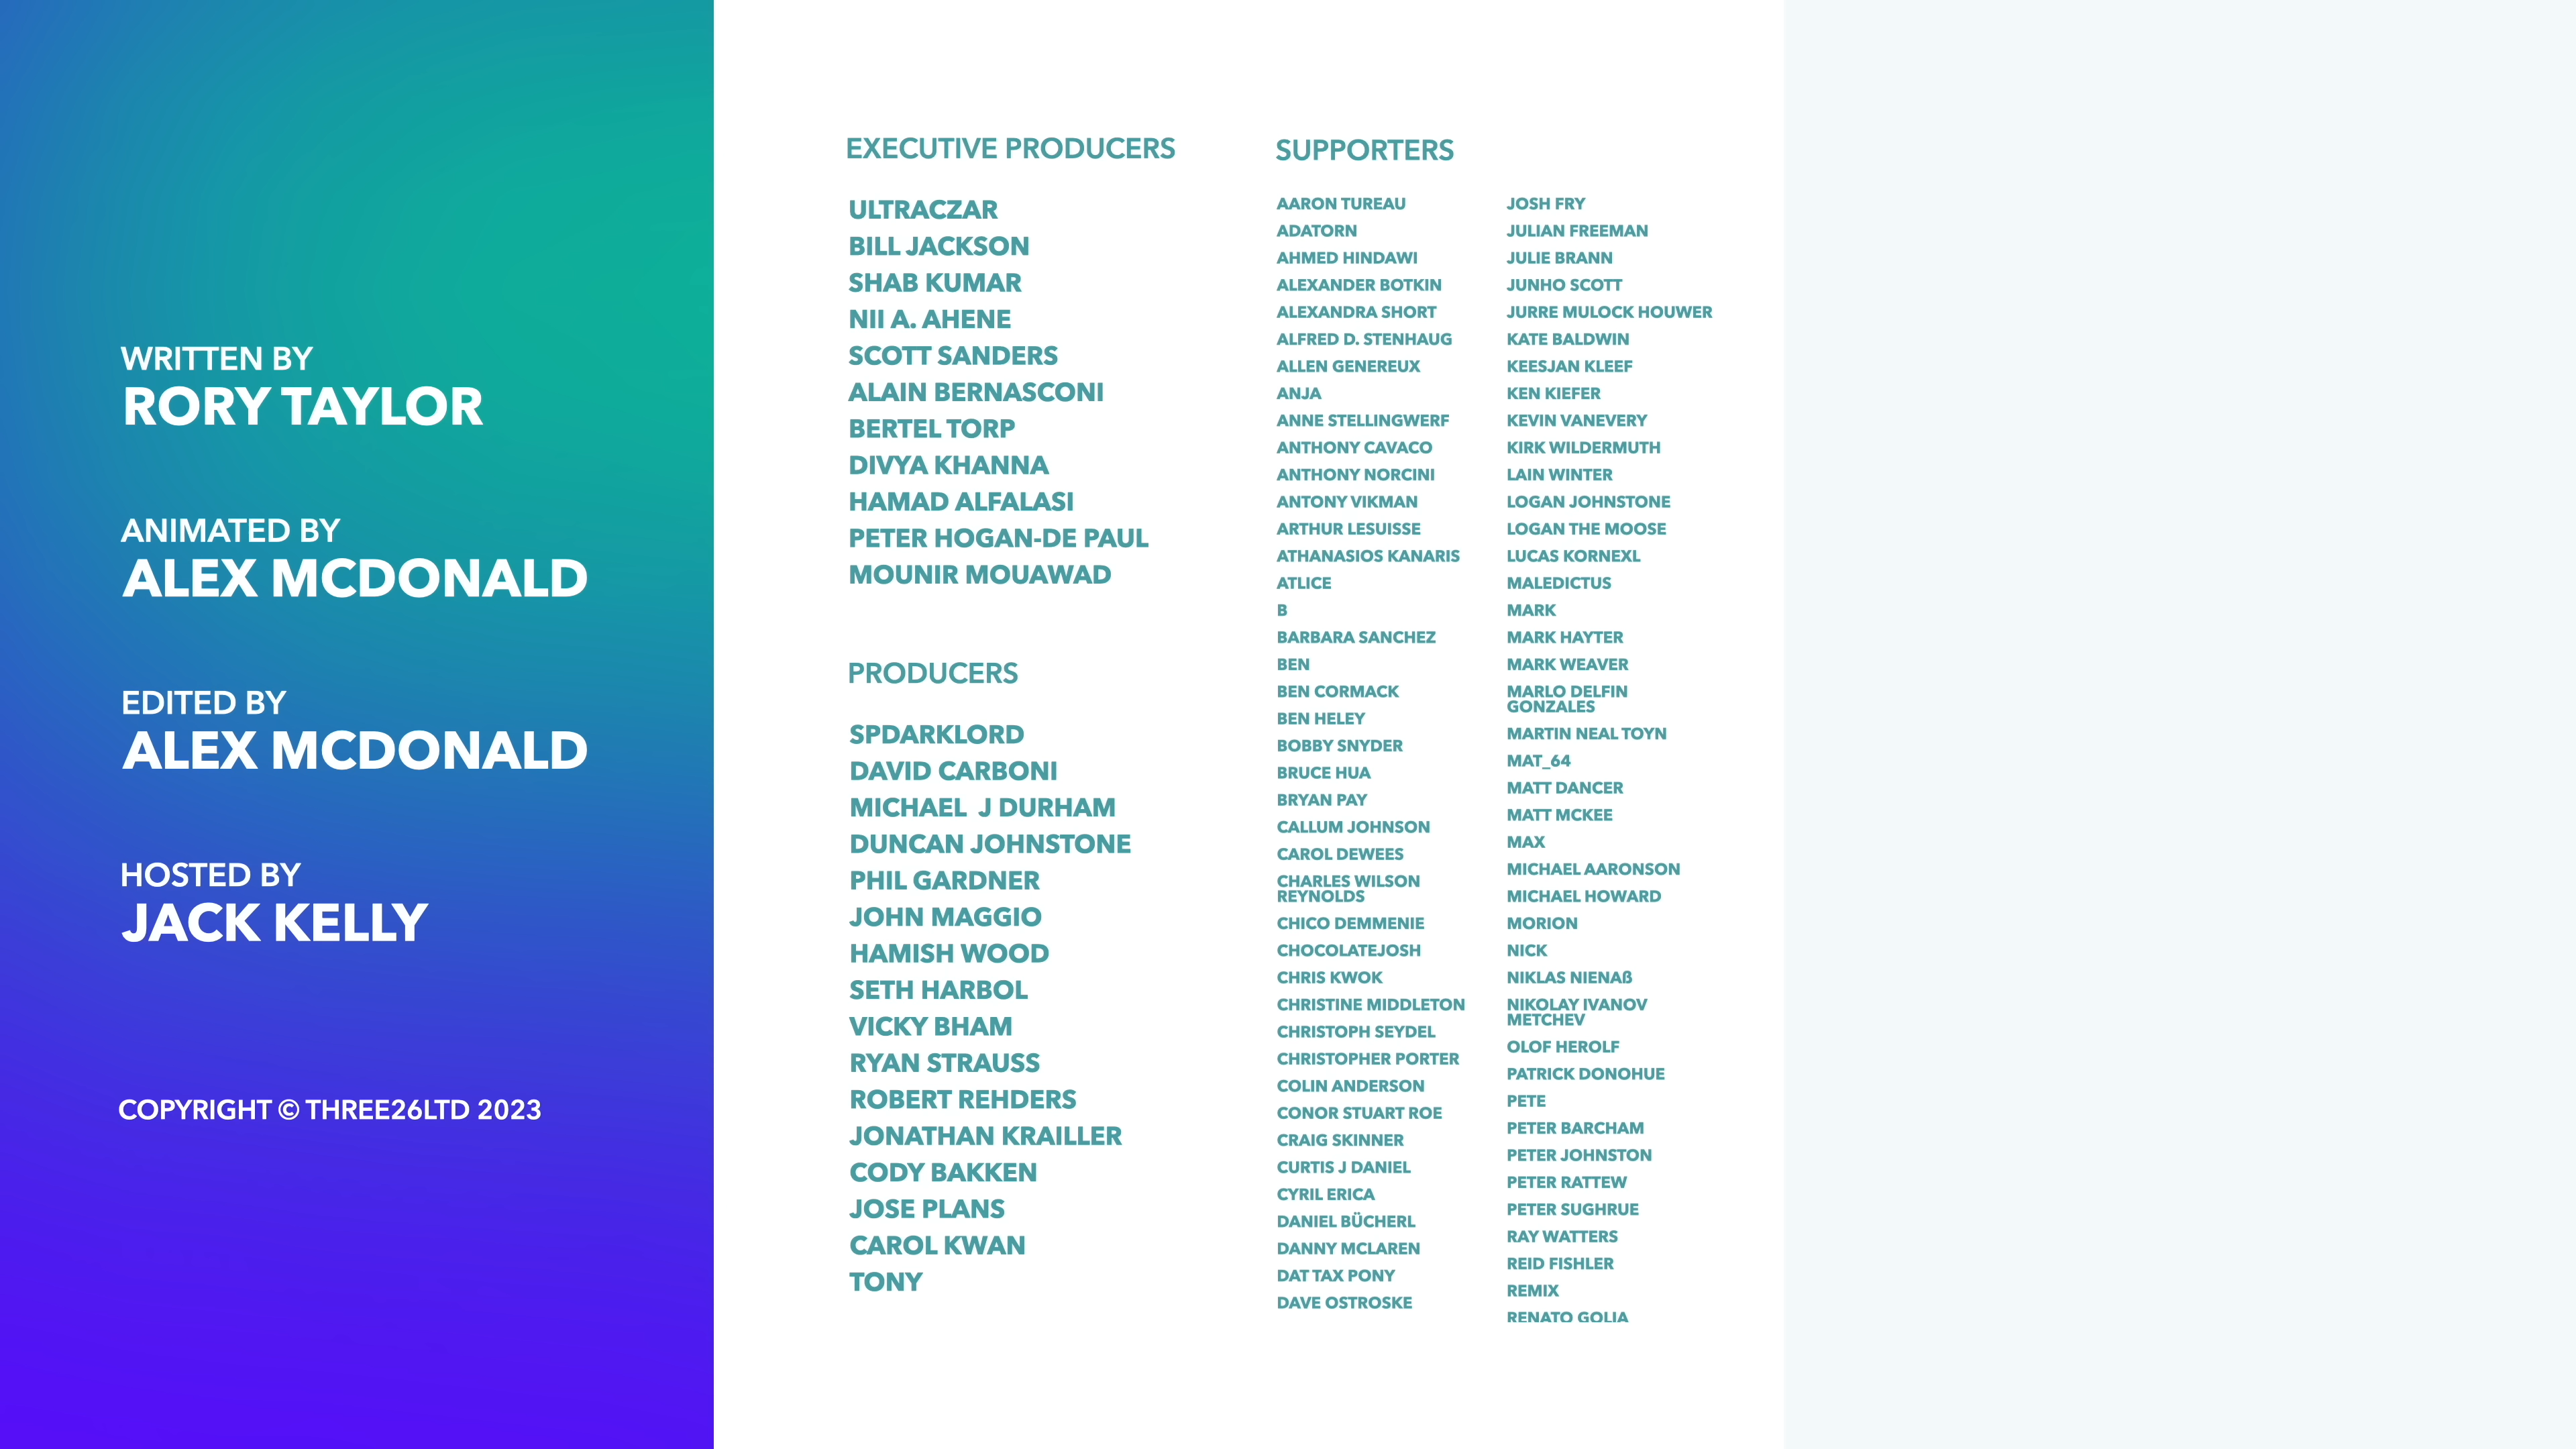 WRITTEN BY
RORY TAYLOR
ANIMATED BY
ALEX MCDONALD
EDITED BY
ALEX MCDONALD
HOSTED BY
JACK KELLY
COPYRIGHT © THREE26LTD 2023
EXECUTIVE PRODUCERS
ULTRACZAR
BILL JACKSON
SHAB KUMAR
NII A. AHENE
SCOTT SANDERS
ALAIN BERNASCONI
BERTEL TORP
DIVYA KHANNA
HAMAD ALFALASI
PETER HOGAN-DE PAUL
MOUNIR MOUAWAD
PRODUCERS
SPDARKLORD
DAVID CARBONI
MICHAEL  J DURHAM
DUNCAN JOHNSTONE
PHIL GARDNER
JOHN MAGGIO
HAMISH WOOD
SETH HARBOL
VICKY BHAM
RYAN STRAUSS
ROBERT REHDERS
JONATHAN KRAILLER
CODY BAKKEN
JOSE PLANS
CAROL KWAN
TONY
SUPPORTERS
AARON TUREAU
ADATORN
AHMED HINDAWI
ALEXANDER BOTKIN
ALEXANDRA SHORT
ALFRED D. STENHAUG
ALLEN GENEREUX
ANJA
ANNE STELLINGWERF
ANTHONY CAVACO
ANTHONY NORCINI
ANTONY VIKMAN
ARTHUR LESUISSE
ATHANASIOS KANARIS
ATLICE
B
BARBARA SANCHEZ
BEN
BEN CORMACK
BEN HELEY
BOBBY SNYDER
BRUCE HUA
BRYAN PAY
CALLUM JOHNSON
CAROL DEWEES
CHARLES WILSON
REYNOLDS
CHICO DEMMENIE
CHOCOLATEJOSH
CHRIS KWOK
CHRISTINE MIDDLETON
CHRISTOPH SEYDEL
CHRISTOPHER PORTER
COLIN ANDERSON
CONOR STUART ROE
CRAIG SKINNER
CURTIS J DANIEL
CYRIL ERICA
DANIEL BÜCHERL
DANNY MCLAREN
DAT TAX PONY
DAVE OSTROSKE
JOSH FRY
JULIAN FREEMAN
JULIE BRANN
JUNHO SCOTT
JURRE MULOCK HOUWER
KATE BALDWIN
KEESJAN KLEEF
KEN KIEFER
KEVIN VANEVERY
KIRK WILDERMUTH
LAIN WINTER
LOGAN JOHNSTONE
LOGAN THE MOOSE
LUCAS KORNEXL
MALEDICTUS
MARK
MARK HAYTER
MARK WEAVER
MARLO DELFIN
GONZALES
MARTIN NEAL TOYN
MAT_64
MATT DANCER
MATT MCKEE
MAX
MICHAEL AARONSON
MICHAEL HOWARD
MORION
NICK
NIKLAS NIENAß
NIKOLAY IVANOV
METCHEV
OLOF HEROLF
PATRICK DONOHUE
PETE
PETER BARCHAM
PETER JOHNSTON
PETER RATTEW
PETER SUGHRUE
RAY WATTERS
REID FISHLER
REMIX
RENATO GOLIA